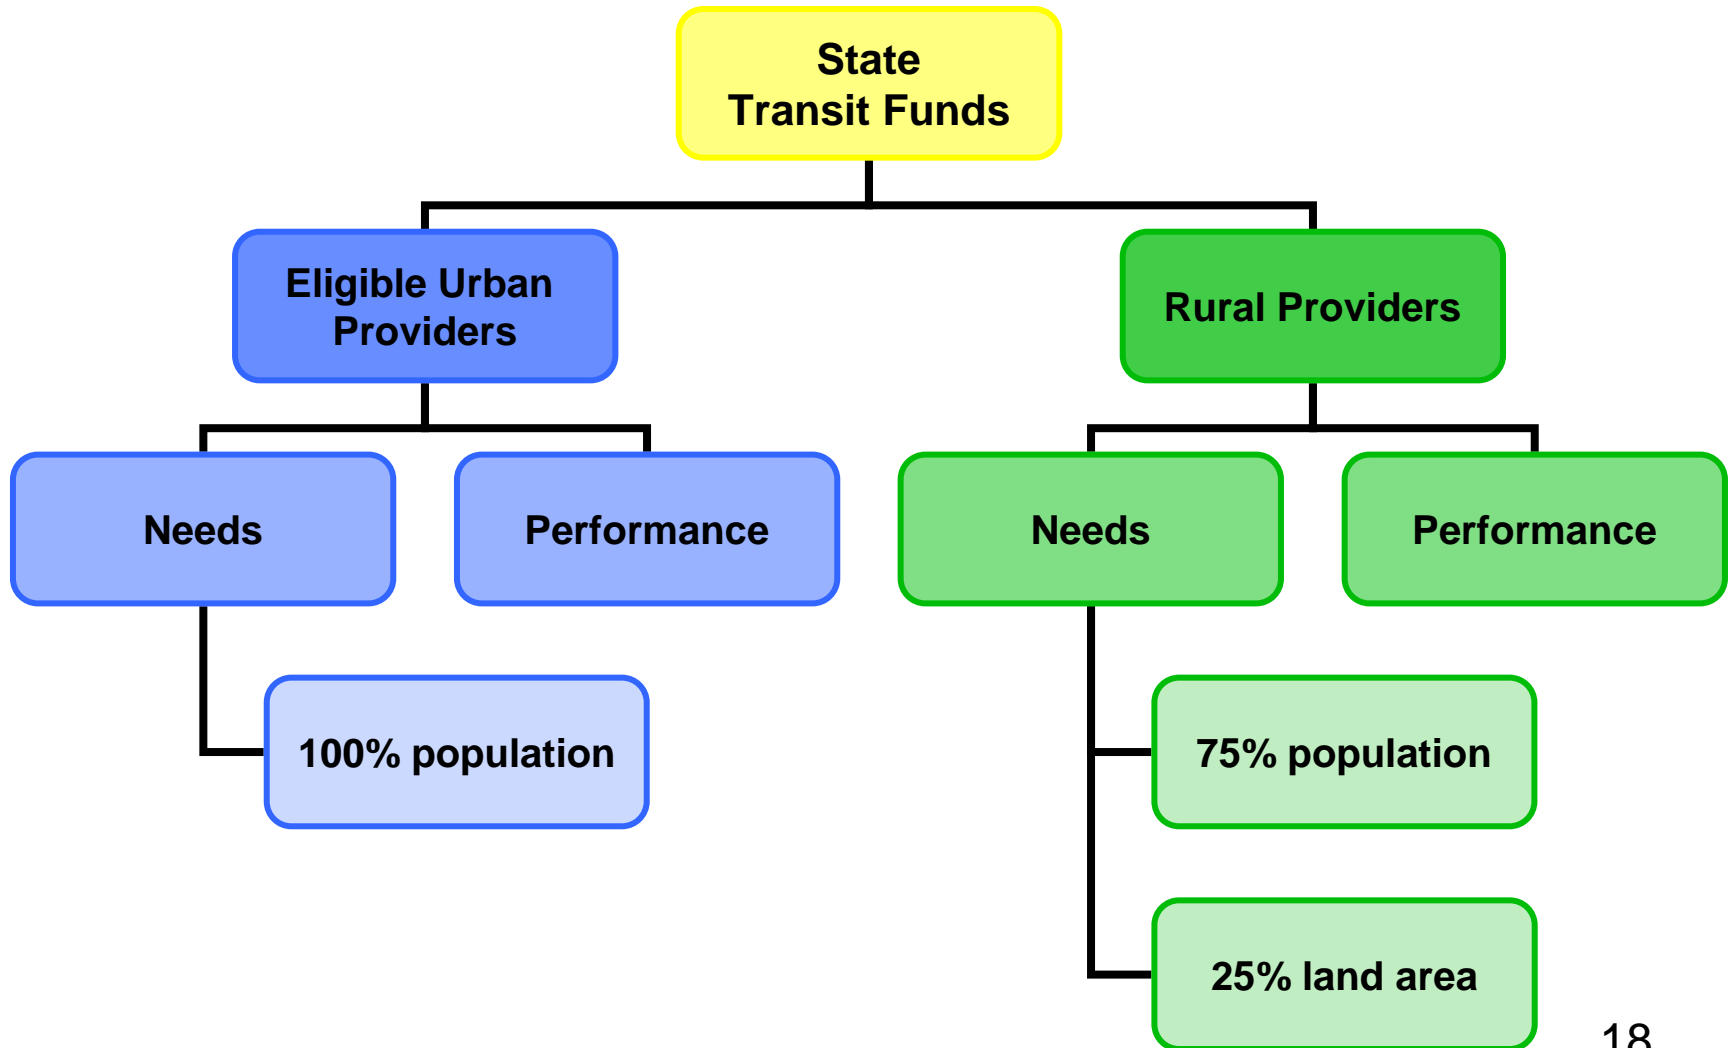 State
Transit Funds
Eligible Urban
Providers
Rural Providers
Needs
Performance
Needs
Performance
100% population
75% population
25% land area
18